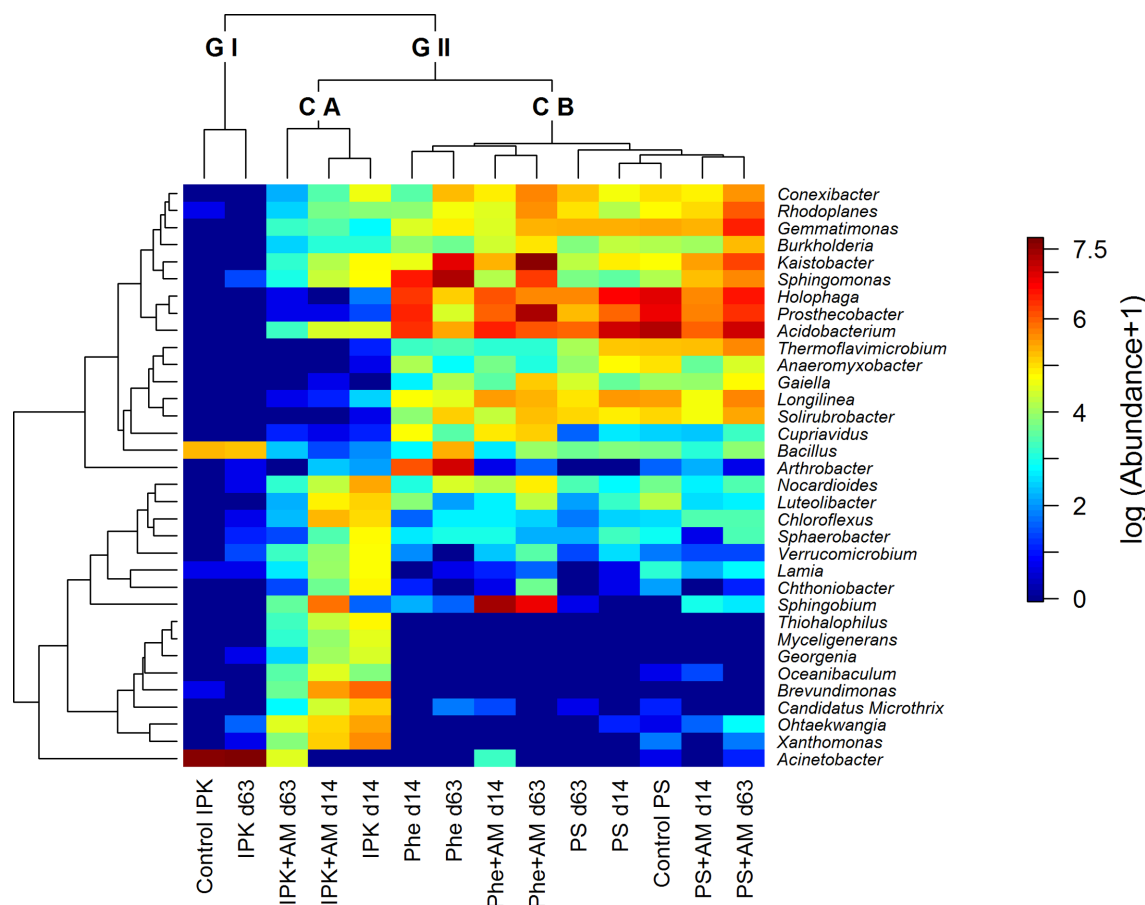 G I
G II
C A
C B
Conexibacter
Rhodoplanes
Gemmatimonas
Burkholderia
Kaistobacter
Sphingomonas
Holophaga
Prosthecobacter
Acidobacterium
Thermoflavimicrobium
Anaeromyxobacter
Gaiella
Longilinea
Solirubrobacter
Cupriavidus
Bacillus
Arthrobacter
Nocardioides
Luteolibacter
Chloroflexus
Sphaerobacter
Verrucomicrobium
Lamia
Chthoniobacter
Sphingobium
Thiohalophilus
Myceligenerans
Georgenia
Oceanibaculum
Brevundimonas
Candidatus Microthrix
Ohtaekwangia
Xanthomonas
Acinetobacter
Control IPK
IPK d63
IPK+AM d63
IPK+AM d14
IPK d14
Phe d14
Phe d63
Phe+AM d14
Phe+AM d63
PS d63
PS d14
Control PS
PS+AM d14
PS+AM d63
7.5
6
4
2
0
log (Abundance+1)